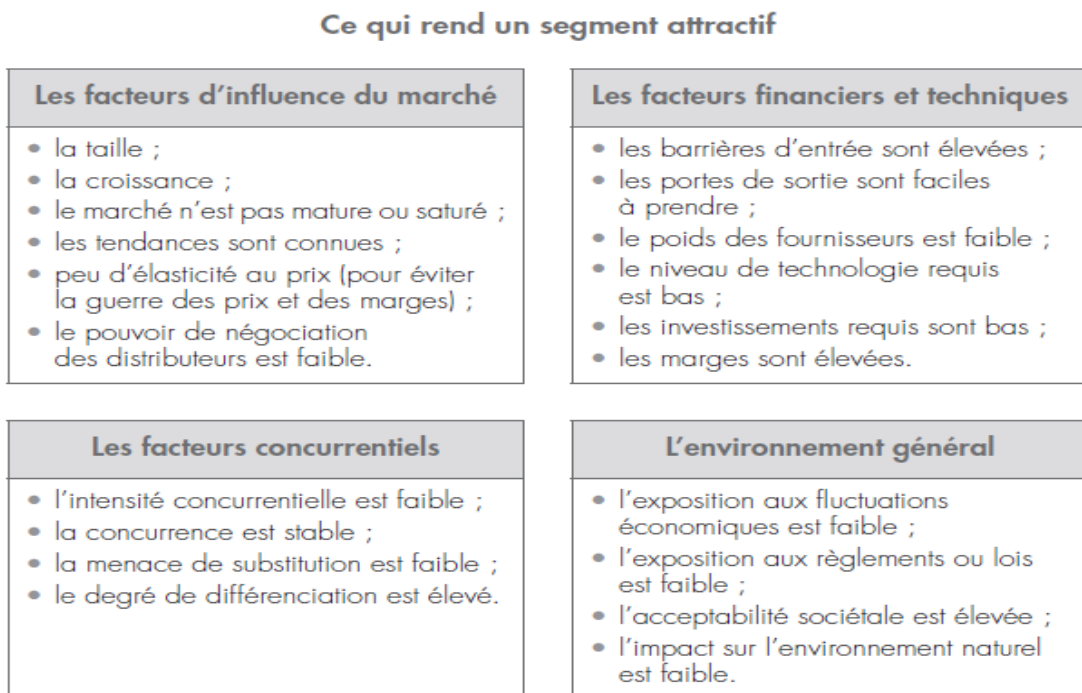 Ce qui rend un segment attractif
Les facteurs d'influence du marché
• la taille ;
• la croissance ;
• le marché n'est pas mature ou saturé ;
• les tendances sont connues ;
• peu d'élasticité au prix (pour éviter
la guerre des prix et des marges) ;
• le pouvoir de négociation
des distributeurs est faible.
Les facteurs financiers et techniques
• les barrières d'entrée sont élevées ;
• les portes de sortie sont faciles
à prendre ;
• le poids des fournisseurs est faible ;
• le niveau de technologie requis
est bas ;
• les investissements requis sont bas ;
• les marges sont élevées.
Les facteurs concurrentiels
• l'intensité concurrentielle est faible ;
• la concurrence est stable ;
• la menace de substitution est faible ;
• le degré de différenciation est élevé.
L'environnement général
• l'exposition aux fluctuations
économiques est faible ;
• l'exposition aux règlements ou lois
est faible ;
• l'acceptabilité sociétale est élevée ;
• l'impact sur l'environnement naturel
est faible.